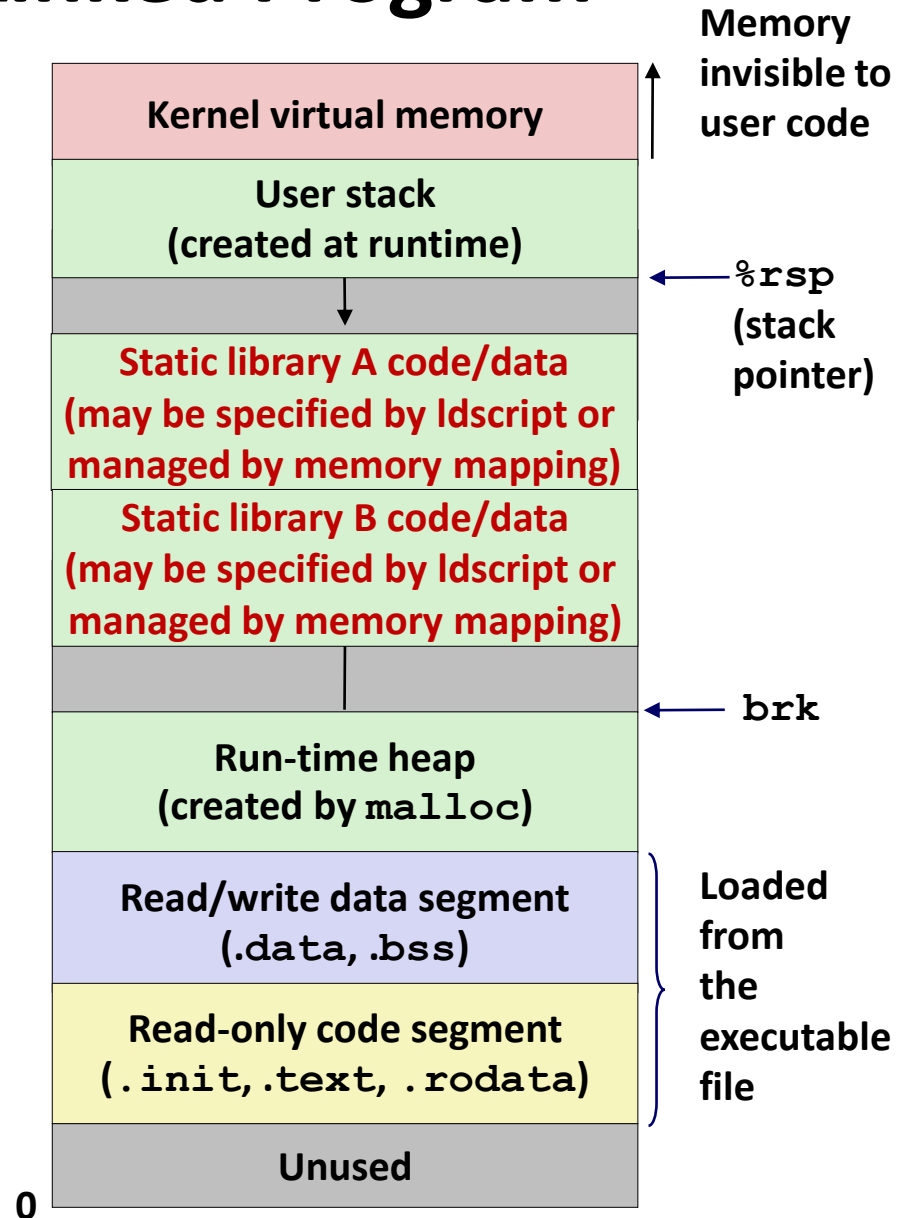 Program
Memory
invisible to
user code
Kernel virtual memory
User stack
(created at runtime)
%rsp
(stack
pointer)
Static library A code/data
(may be specified by ldscript or
managed by memory mapping)
Static library B code/data
(may be specified by ldscript or
managed by memory mapping)
brk
Run-time heap
(created by malloc)
Read/write data segment
(.data, .bss)
Read-only code segment
(.init, .text, .rodata)
Loaded
from
the
executable
file
Unused
0